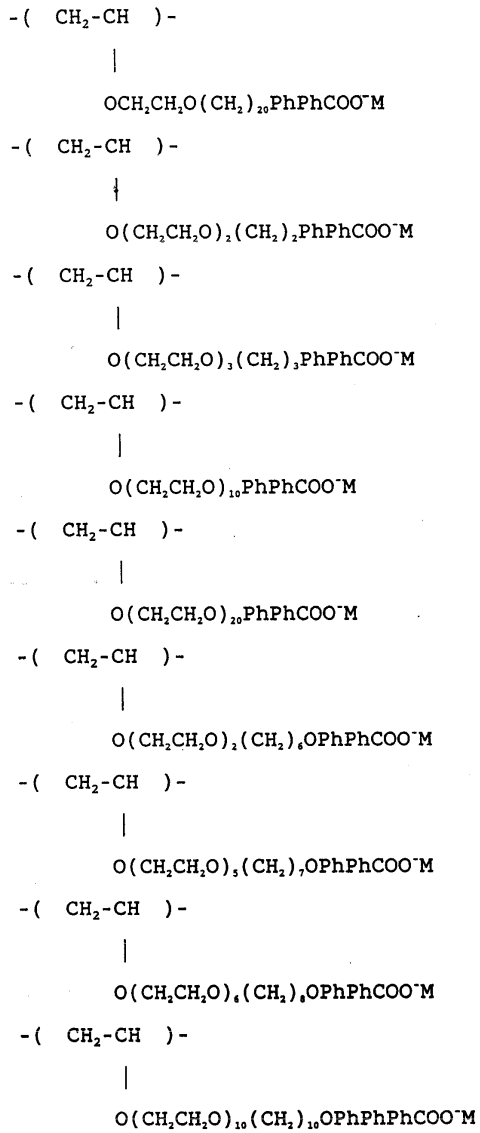 -( CH₂-CH )-
|
OCH₂CH₂O(CH₂)₂₀PhPhCOO⁻M
-( CH₂-CH )-
|
O(CH₂CH₂O)₂(CH₂)₂PhPhCOO⁻M
-( CH₂-CH )-
|
O(CH₂CH₂O)₃(CH₂)₃PhPhCOO⁻M
-( CH₂-CH )-
|
O(CH₂CH₂O)₁₀PhPhCOO⁻M
-( CH₂-CH )-
|
O(CH₂CH₂O)₂₀PhPhCOO⁻M
-( CH₂-CH )-
|
O(CH₂CH₂O)₂(CH₂)₆OPhPhCOO⁻M
-( CH₂-CH )-
|
O(CH₂CH₂O)₅(CH₂)₇OPhPhCOO⁻M
-( CH₂-CH )-
|
O(CH₂CH₂O)₆(CH₂)₈OPhPhCOO⁻M
-( CH₂-CH )-
|
O(CH₂CH₂O)₁₀(CH₂)₁₀OPhPhPhCOO⁻M